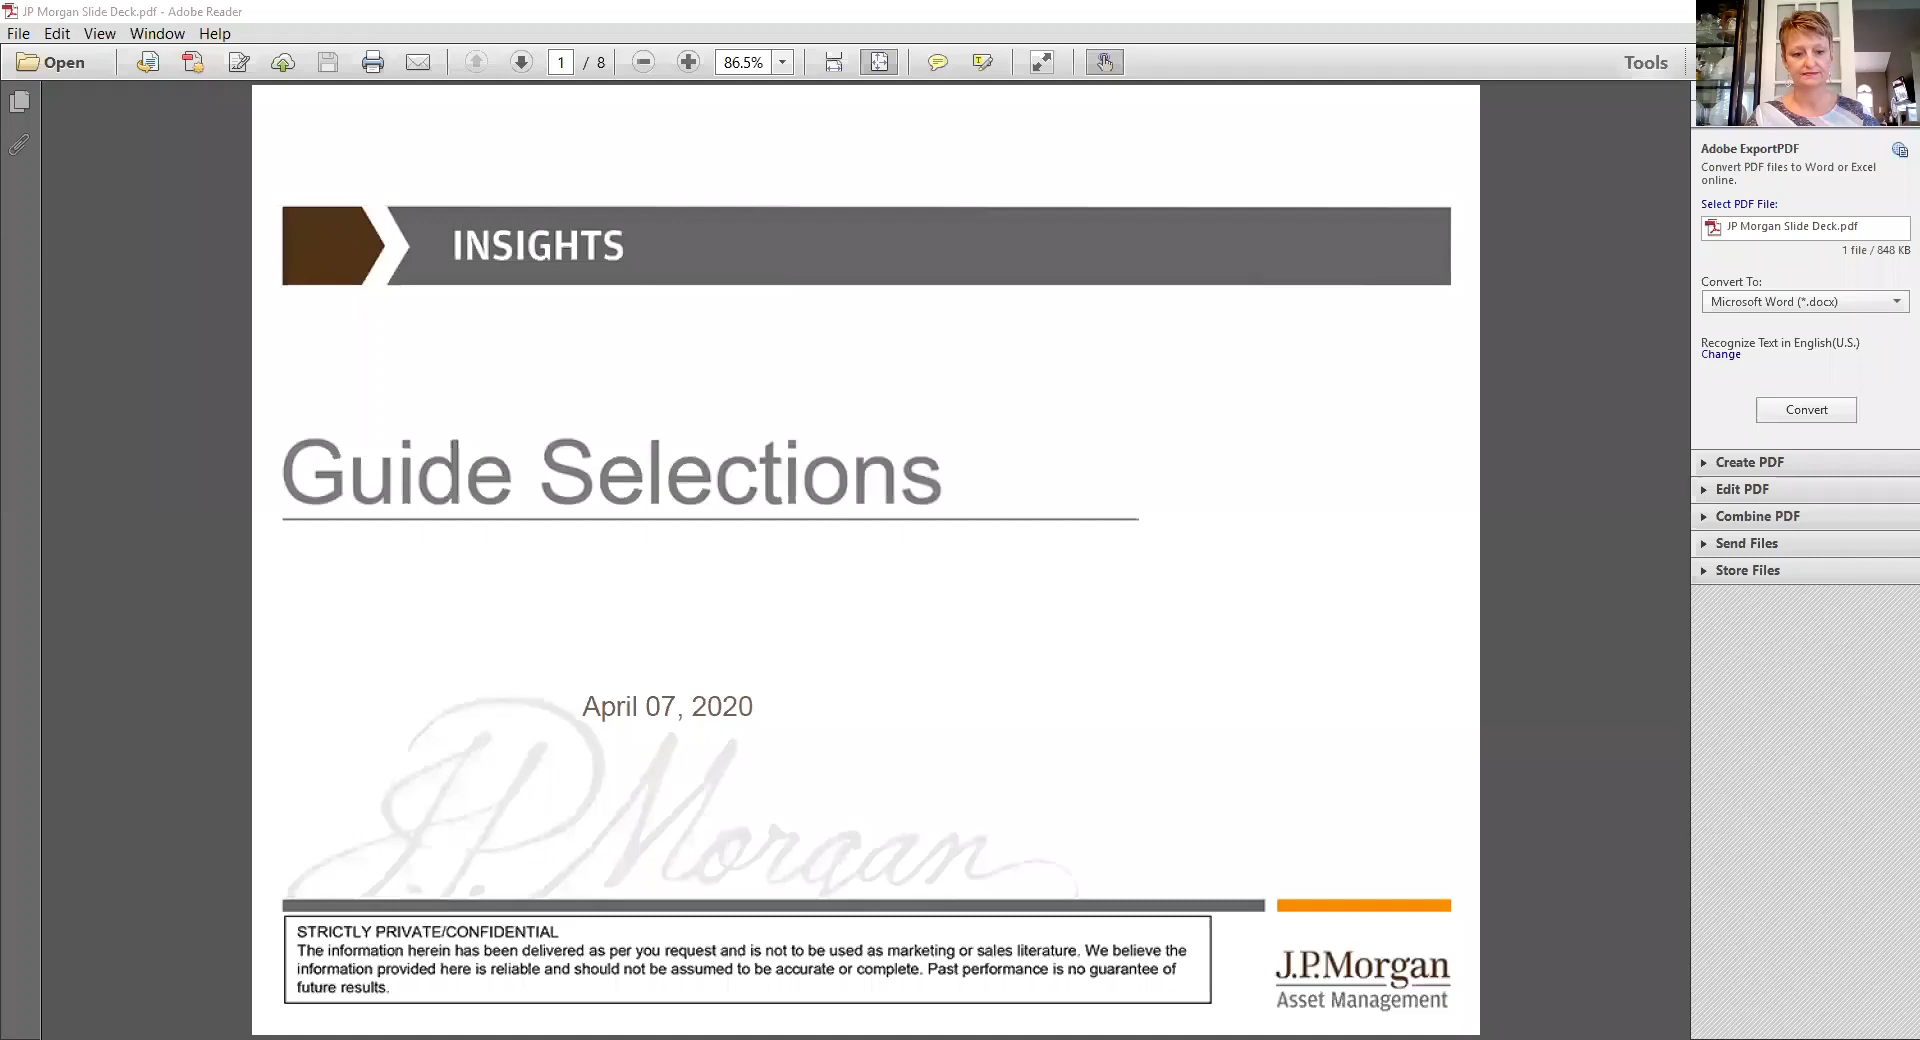 JP Morgan Slide Deck.pdf - Adobe Reader
File Edit View Window Help
Open 1 / 8 86.5% Tools
Adobe ExportPDF
Convert PDF files to Word or Excel
online.
Select PDF File:
JP Morgan Slide Deck.pdf
1 file / 848 KB
Convert To:
Microsoft Word (*.docx)
Recognize Text in English(U.S.)
Change
Convert
Create PDF
Edit PDF
Combine PDF
Send Files
Store Files
INSIGHTS
Guide Selections
April 07, 2020
J.P. Morgan
STRICTLY PRIVATE/CONFIDENTIAL
The information herein has been delivered as per you request and is not to be used as marketing or sales literature. We believe the
information provided here is reliable and should not be assumed to be accurate or complete. Past performance is no guarantee of
future results.
J.P.Morgan
Asset Management